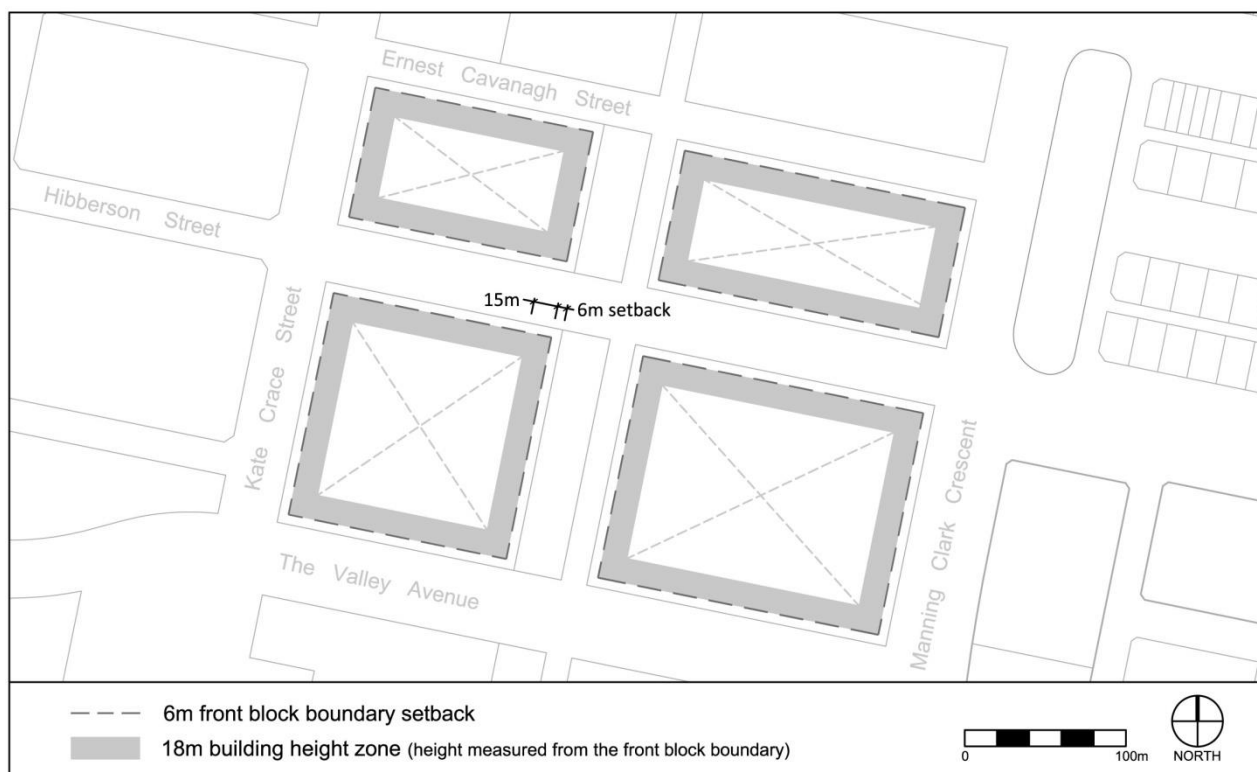 Ernest Cavanagh Street
Hibberson Street
15m
6m setback
Kate Crace Street
Manning Clark Crescent
The Valley Avenue
6m front block boundary setback
18m building height zone (height measured from the front block boundary)
0
100m
NORTH